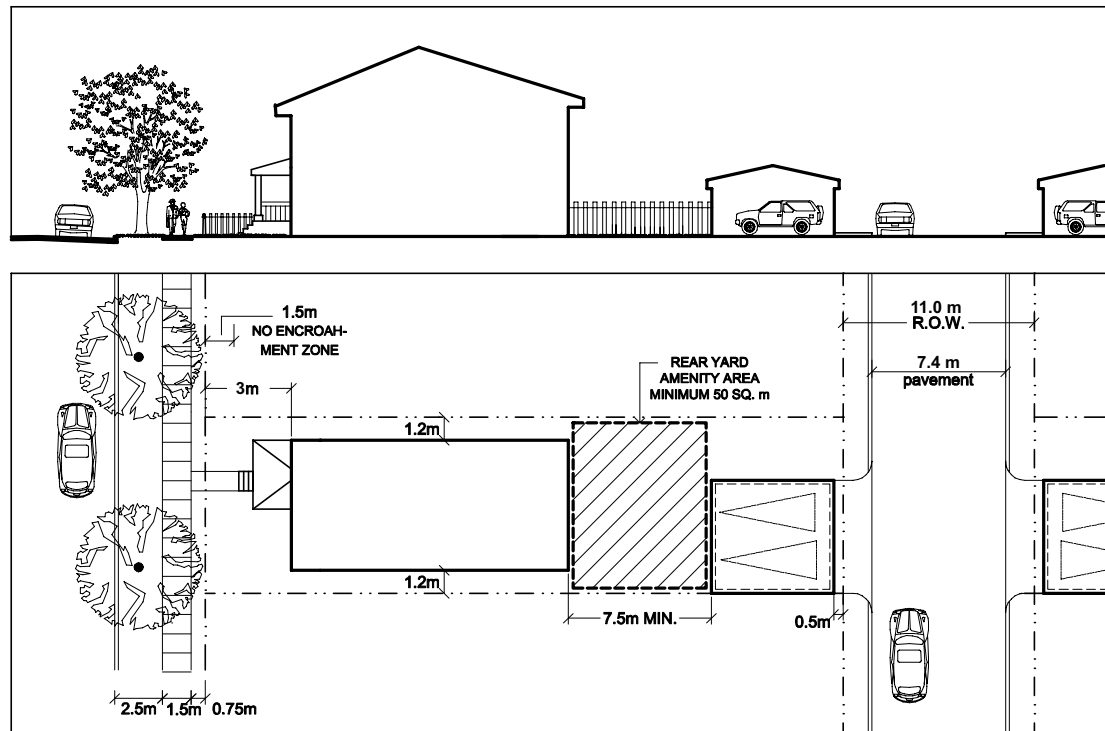 1.5m
NO ENCROAH-
MENT ZONE
11.0 m
R.O.W.
REAR YARD
AMENITY AREA
MINIMUM 50 SQ. m
7.4 m
pavement
3m
1.2m
1.2m
7.5m MIN.
0.5m
2.5m
1.5m
0.75m